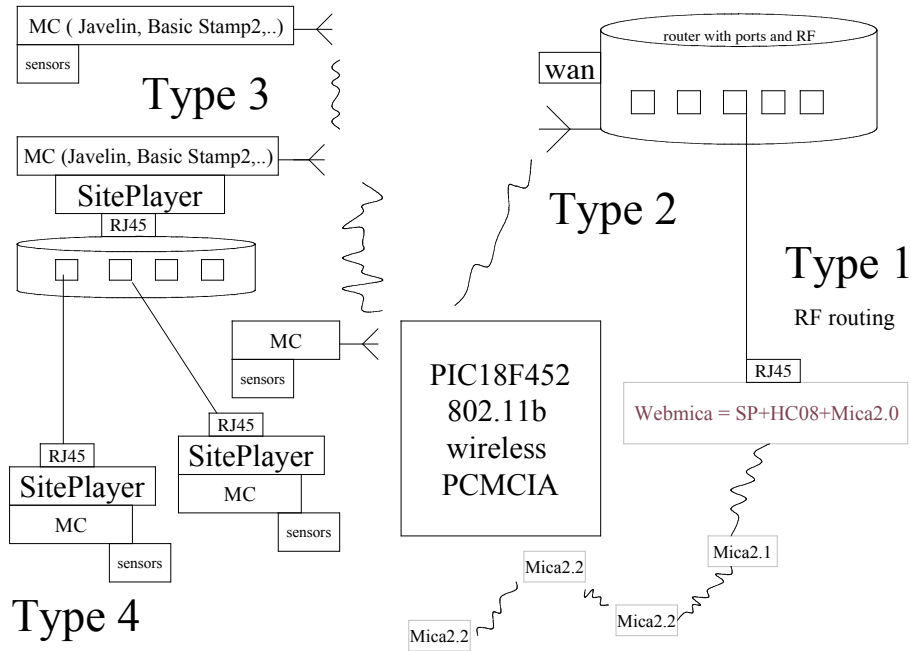 MC ( Javelin, Basic Stamp2,..)
sensors
Type 3
MC (Javelin, Basic Stamp2,..)
SitePlayer
RJ45
router with ports and RF
wan
Type 2
Type 1
RF routing
MC
sensors
PIC18F452
802.11b
wireless
PCMCIA
RJ45
Webmica = SP+HC08+Mica2.0
RJ45
SitePlayer
MC
sensors
RJ45
SitePlayer
MC
sensors
Type 4
Mica2.1
Mica2.2
Mica2.2
Mica2.2